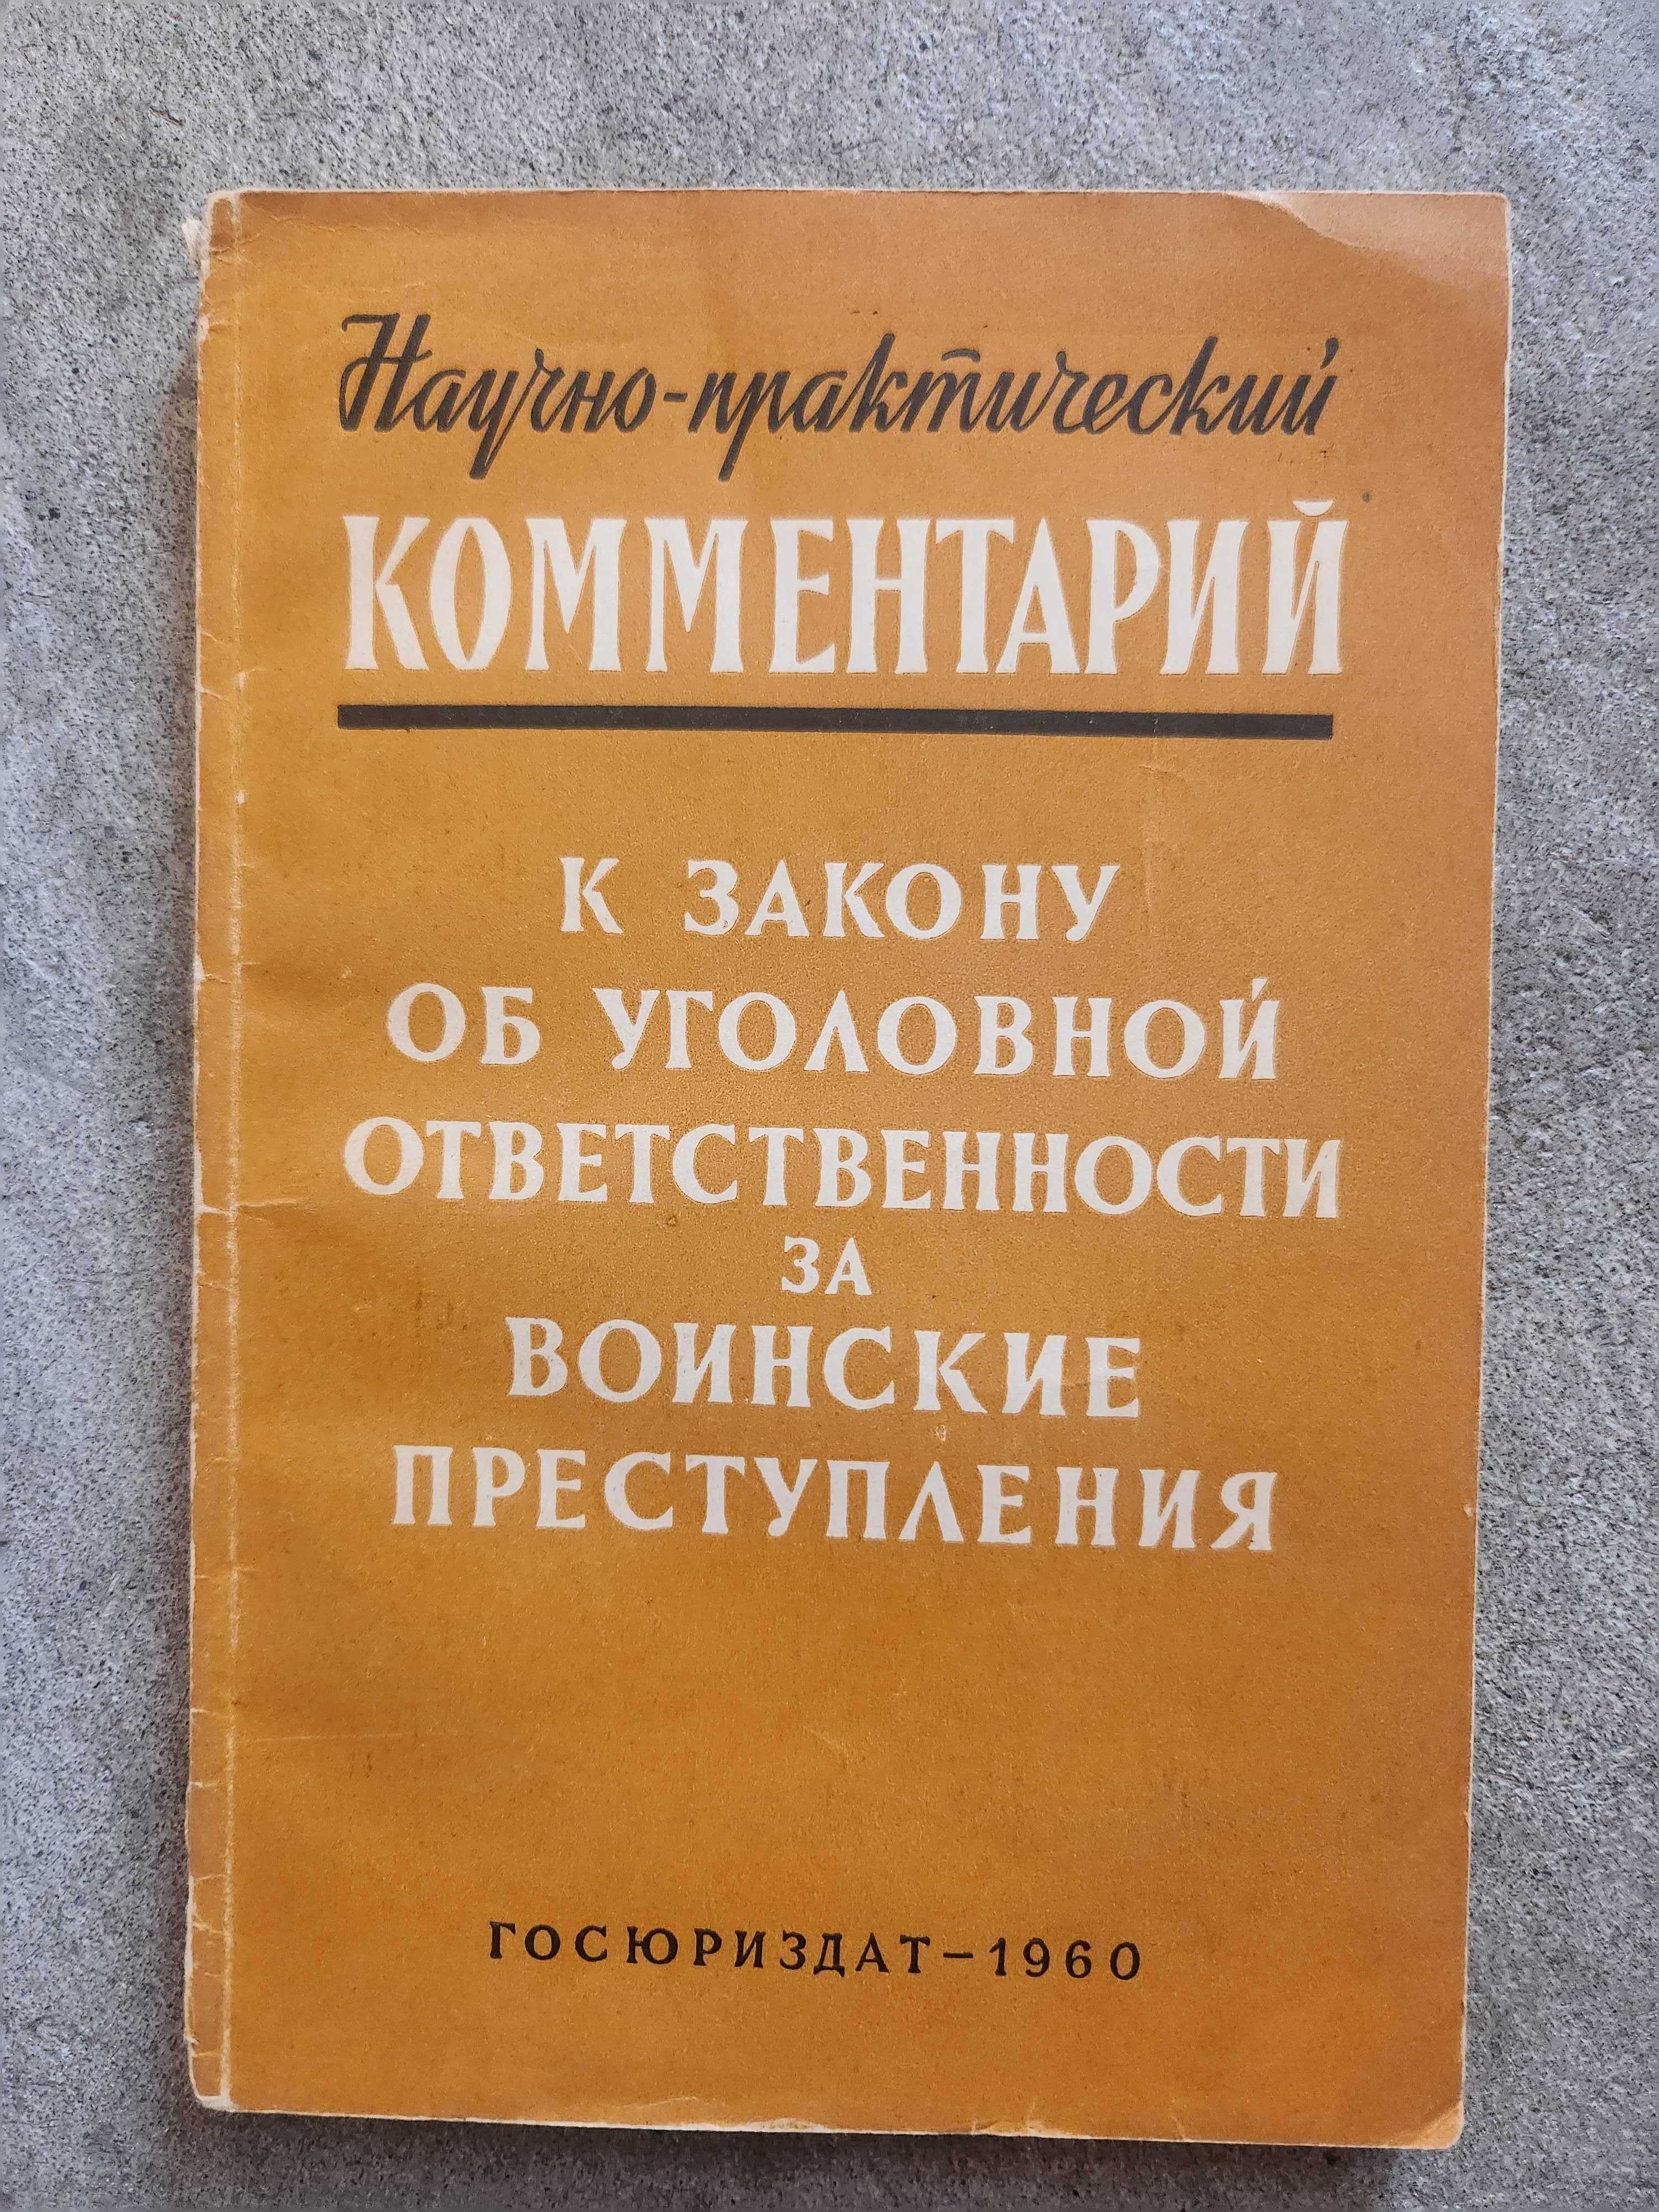 Научно-практический
КОММЕНТАРИЙ
К ЗАКОНУ
ОБ УГОЛОВНОЙ
ОТВЕТСТВЕННОСТИ
ЗА
ВОИНСКИЕ
ПРЕСТУПЛЕНИЯ
ГОСЮРИЗДАТ–1960